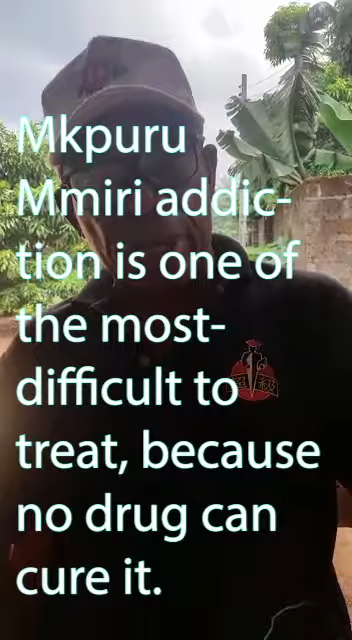 Mkpuru
Mmiri addic-
tion is one of
the most-
difficult to
treat, because
no drug can
cure it.